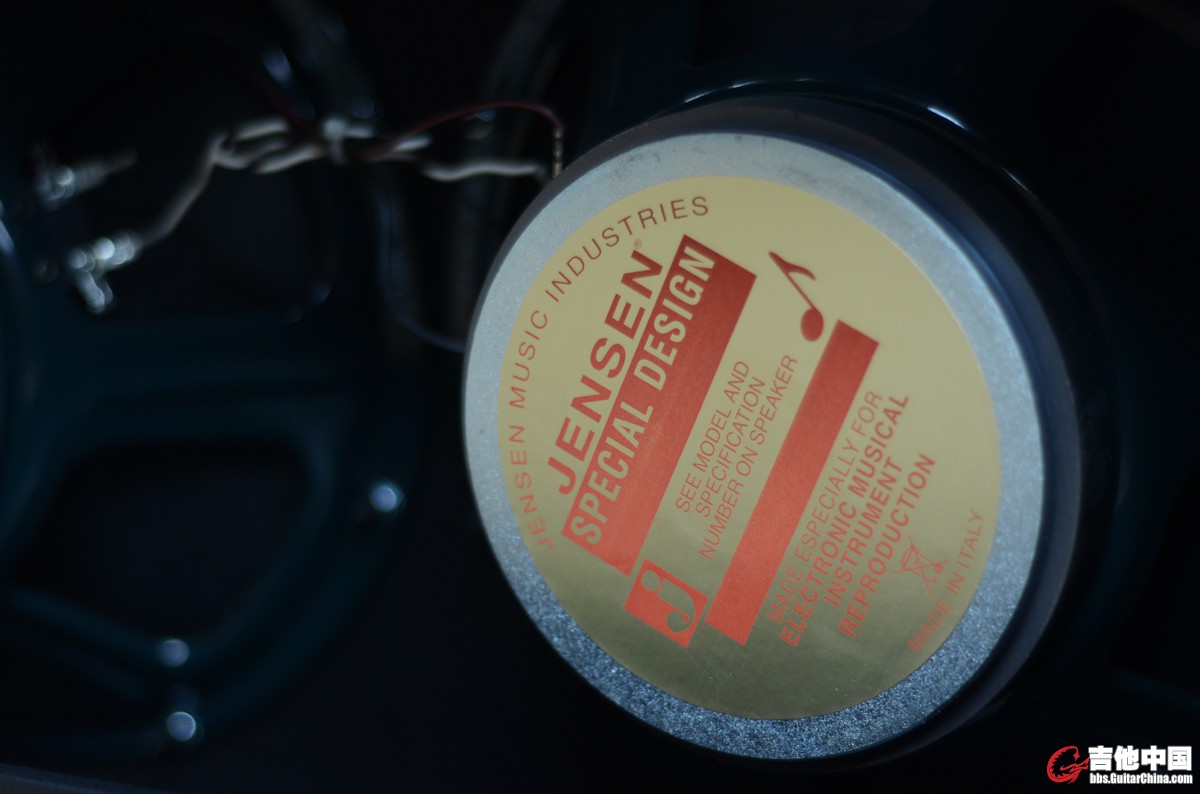 JENSEN MUSIC INDUSTRIES
JENSEN®
SPECIAL DESIGN
SEE MODEL AND
SPECIFICATION
NUMBER ON SPEAKER
j
MADE ESPECIALLY FOR
ELECTRONIC MUSICAL
INSTRUMENT
REPRODUCTION
MADE IN ITALY
吉他中国
bbs.GuitarChina.com